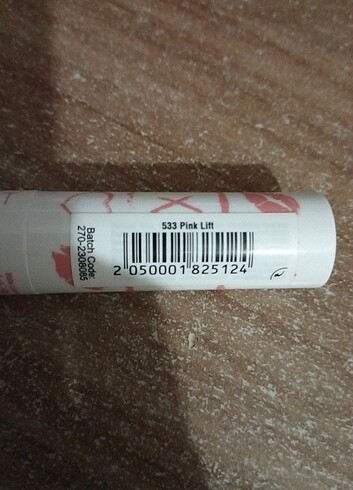 533 Pink Lift
2 050001 825124
Batch Code:
270-2308085